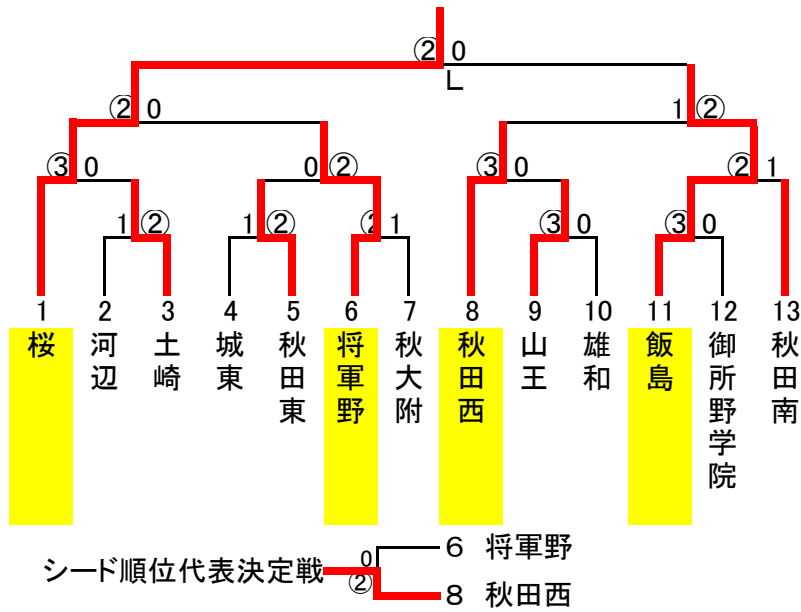 ② 0
L
② 0
1 ②
③ 0
0 ②
③ 0
② 1
1 ②
1 ②
② 1
③ 0
③ 0
1 2 3 4 5 6 7 8 9 10 11 12 13
桜
河辺
土崎
城東
秋田東
将軍野
秋大附
秋田西
山王
雄和
飯島
御所野学院
秋田南
0
6 将軍野
シード順位代表決定戦
②
8 秋田西